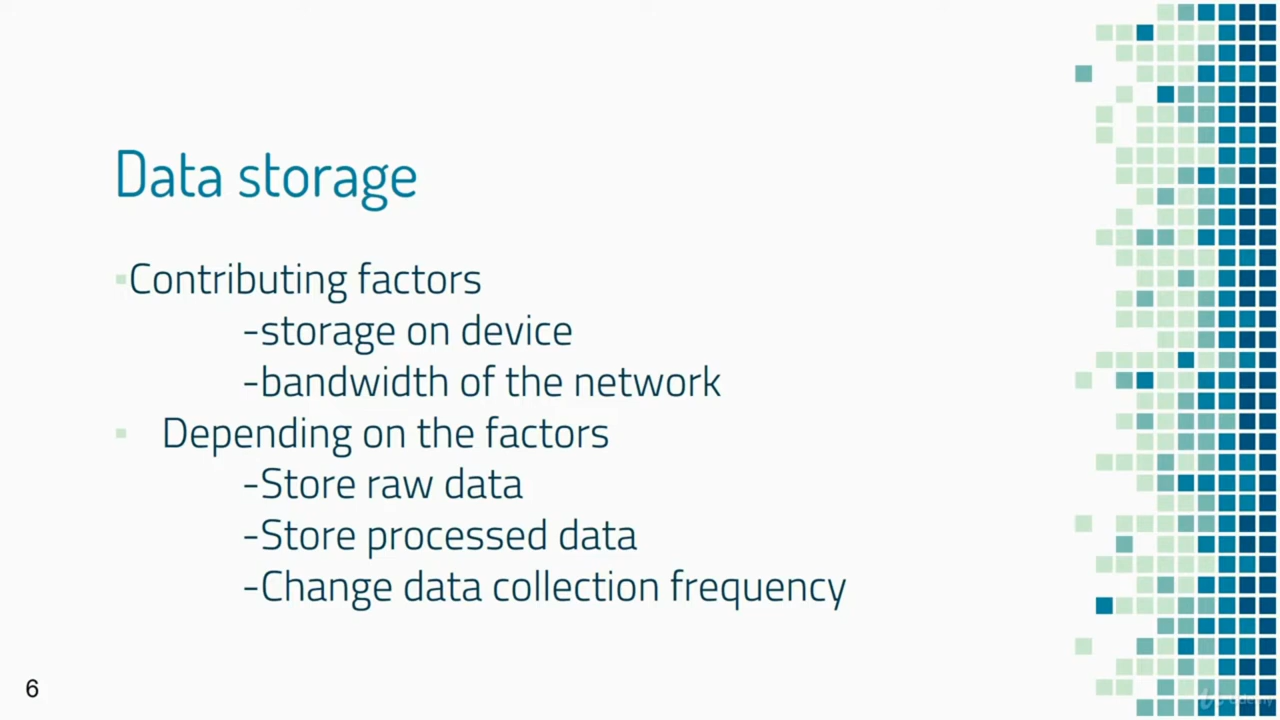 Data storage
▪Contributing factors
-storage on device
-bandwidth of the network
▪ Depending on the factors
-Store raw data
-Store processed data
-Change data collection frequency
6
udemy